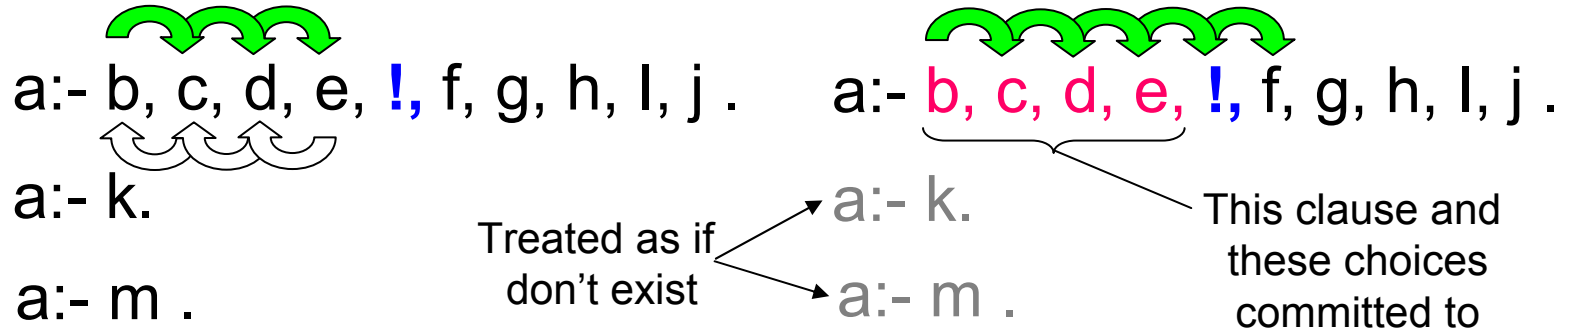 a:- b, c, d, e, !, f, g, h, I, j .
a:- k.
a:- m .
Treated as if
don't exist
a:- b, c, d, e, !, f, g, h, I, j .
a:- k.
a:- m .
This clause and
these choices
committed to